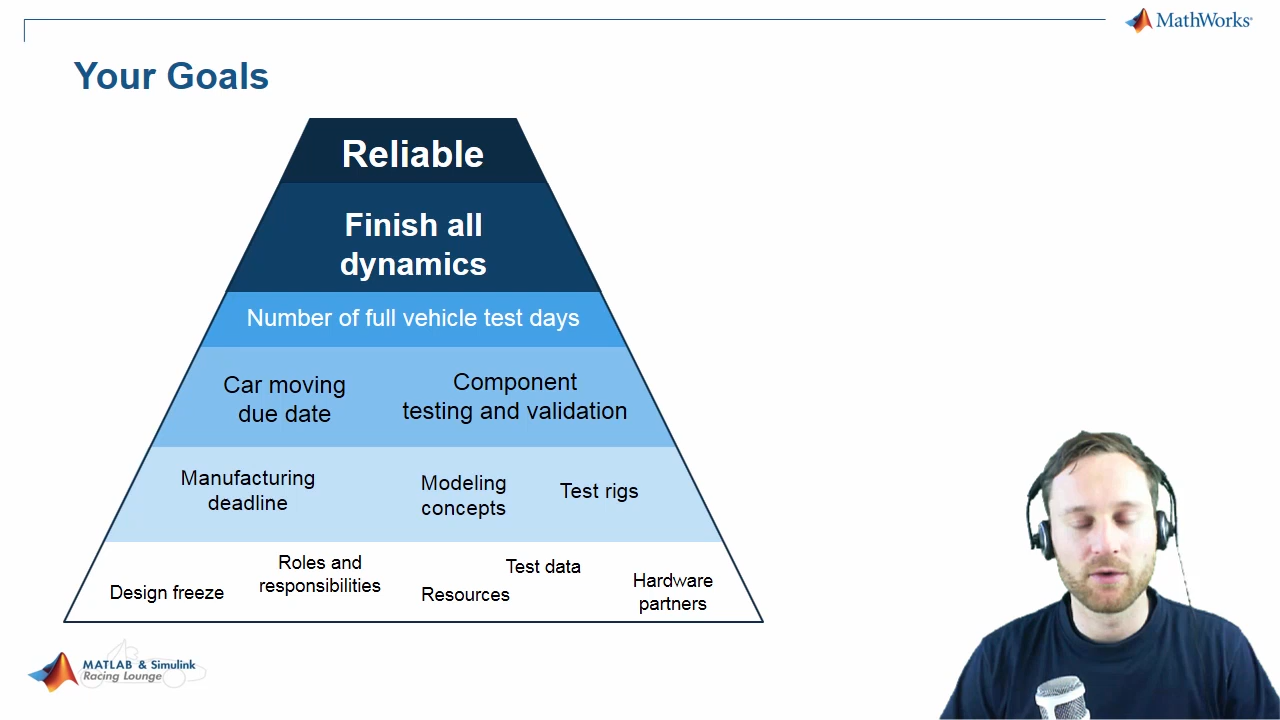 MathWorks®
Your Goals
Reliable
Finish all
dynamics
Number of full vehicle test days
Car moving
due date
Component
testing and validation
Manufacturing
deadline
Modeling
concepts
Test rigs
Design freeze
Roles and
responsibilities
Resources
Test data
Hardware
partners
MATLAB & Simulink
Racing Lounge